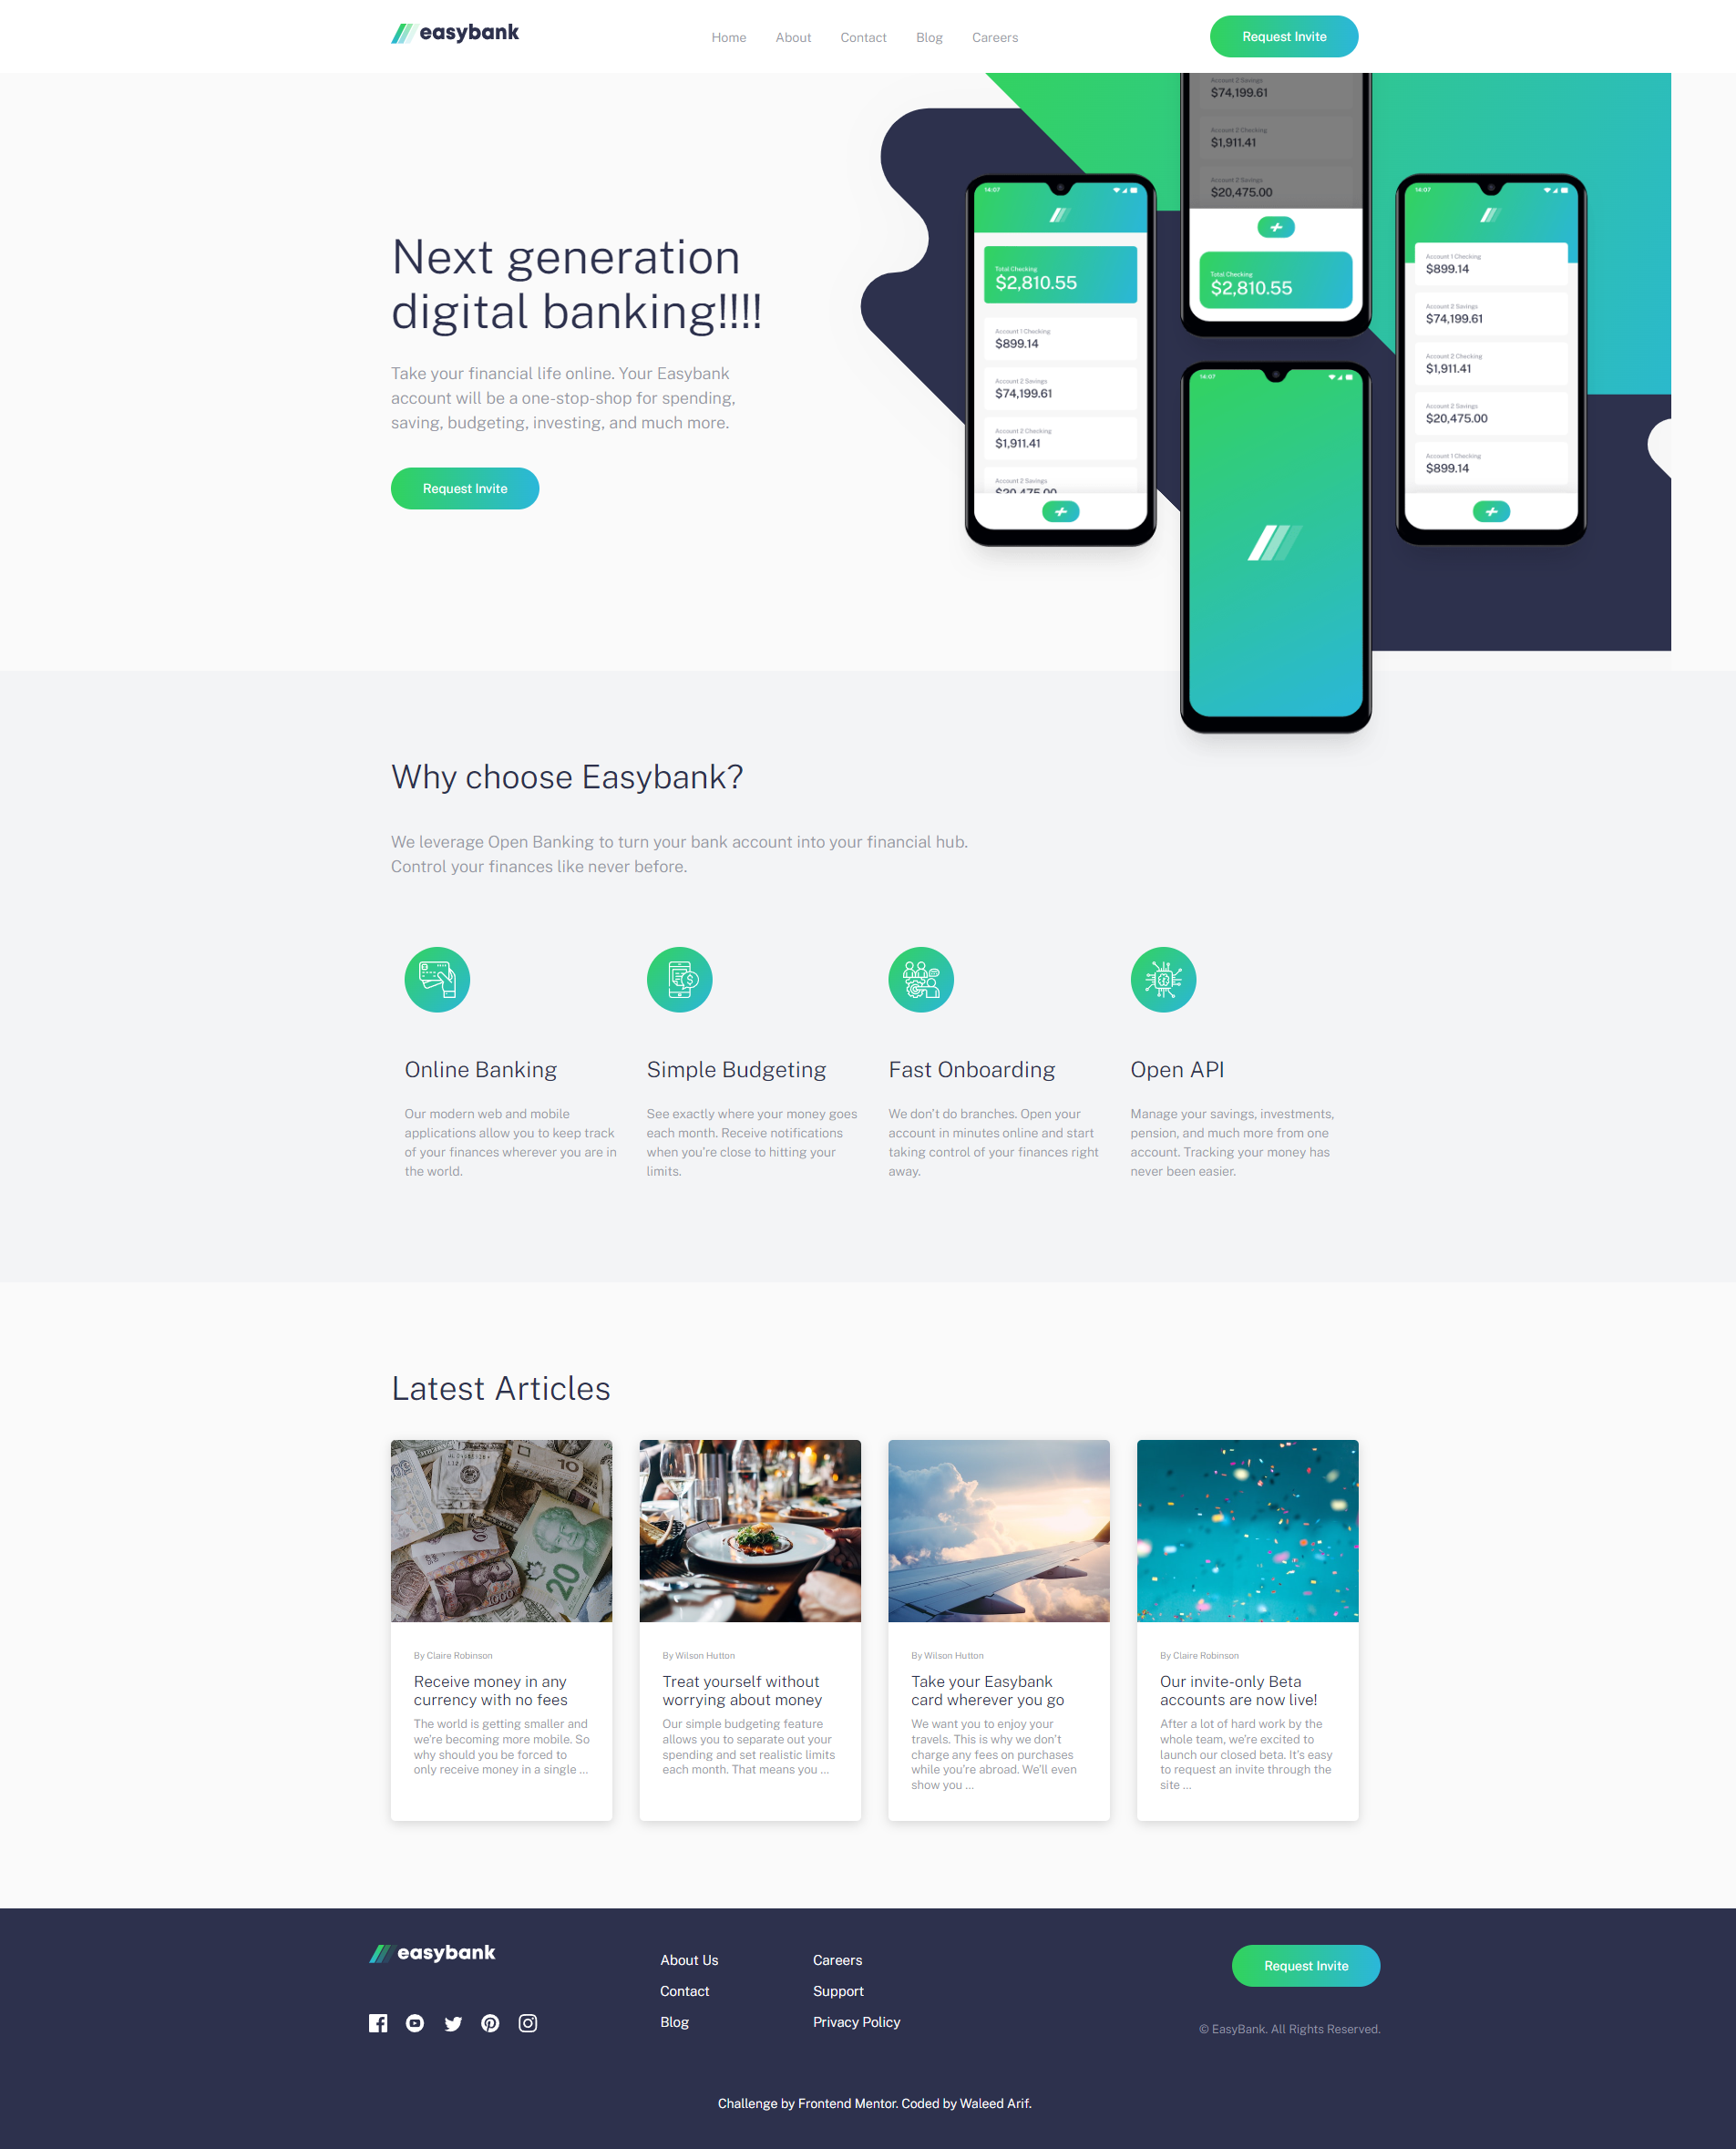 easybank
Home
About
Contact
Blog
Careers
Request Invite
Next generation
digital banking!!!!
Take your financial life online. Your Easybank
account will be a one-stop-shop for spending,
saving, budgeting, investing, and much more.
Request Invite
14:07
Total Checking
$2,810.55
Account 1 Checking
$899.14
Account 2 Savings
$74,199.61
Account 2 Checking
$1,911.41
Account 2 Savings
$20,475.00
Account 2 Savings
$74,199.61
Account 2 Checking
$1,911.41
Account 2 Savings
$20,475.00
Total Checking
$2,810.55
14:07
14:07
Account 1 Checking
$899.14
Account 2 Savings
$74,199.61
Account 2 Checking
$1,911.41
Account 2 Savings
$20,475.00
Account 1 Checking
$899.14
Why choose Easybank?
We leverage Open Banking to turn your bank account into your financial hub.
Control your finances like never before.
Online Banking
Our modern web and mobile
applications allow you to keep track
of your finances wherever you are in
the world.
Simple Budgeting
See exactly where your money goes
each month. Receive notifications
when you're close to hitting your
limits.
Fast Onboarding
We don't do branches. Open your
account in minutes online and start
taking control of your finances right
away.
Open API
Manage your savings, investments,
pension, and much more from one
account. Tracking your money has
never been easier.
Latest Articles
10
20
1000
By Claire Robinson
Receive money in any
currency with no fees
The world is getting smaller and
we're becoming more mobile. So
why should you be forced to
only receive money in a single ...
By Wilson Hutton
Treat yourself without
worrying about money
Our simple budgeting feature
allows you to separate out your
spending and set realistic limits
each month. That means you ...
By Wilson Hutton
Take your Easybank
card wherever you go
We want you to enjoy your
travels. This is why we don't
charge any fees on purchases
while you're abroad. We'll even
show you ...
By Claire Robinson
Our invite-only Beta
accounts are now live!
After a lot of hard work by the
whole team, we're excited to
launch our closed beta. It's easy
to request an invite through the
site ...
easybank
About Us
Contact
Blog
Careers
Support
Privacy Policy
Request Invite
© EasyBank. All Rights Reserved.
Challenge by Frontend Mentor. Coded by Waleed Arif.